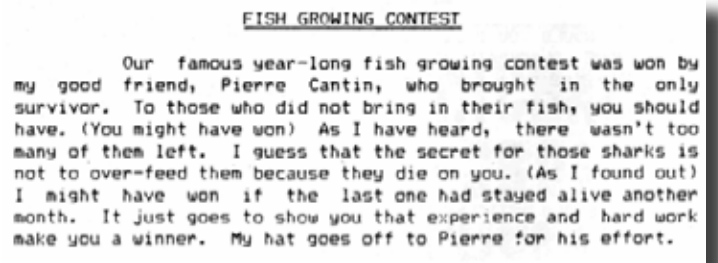 FISH GROWING CONTEST
Our famous year-long fish growing contest was won by
my good friend, Pierre Cantin, who brought in the only
survivor. To those who did not bring in their fish, you should
have. (You might have won) As I have heard, there wasn't too
many of them left. I guess that the secret for those sharks is
not to over-feed them because they die on you. (As I found out)
I might have won if the last one had stayed alive another
month. It just goes to show you that experience and hard work
make you a winner. My hat goes off to Pierre for his effort.